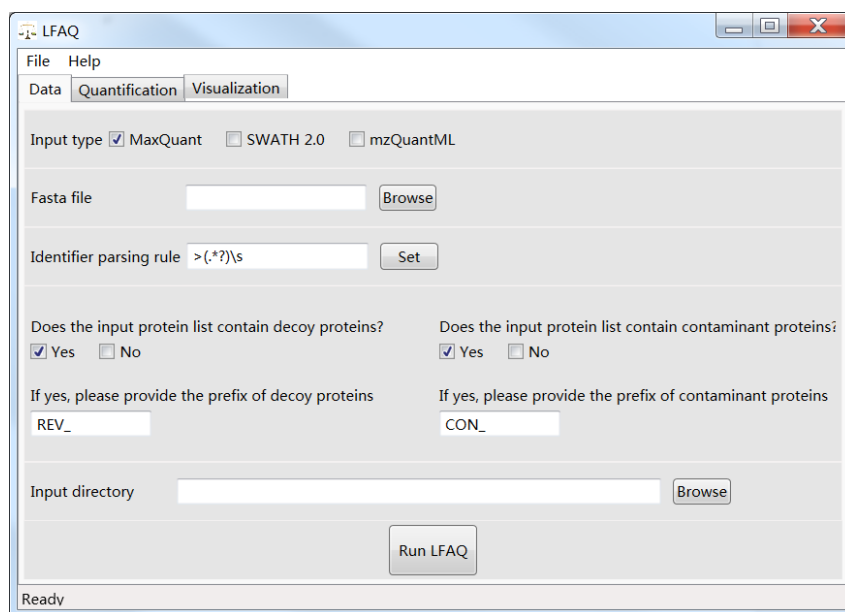 LFAQ
File Help
Data Quantification Visualization
Input type MaxQuant SWATH 2.0 mzQuantML
Fasta file Browse
Identifier parsing rule >(.*?)\s Set
Does the input protein list contain decoy proteins? Does the input protein list contain contaminant proteins?
Yes No Yes No
If yes, please provide the prefix of decoy proteins If yes, please provide the prefix of contaminant proteins
REV_ CON_
Input directory Browse
Run LFAQ
Ready